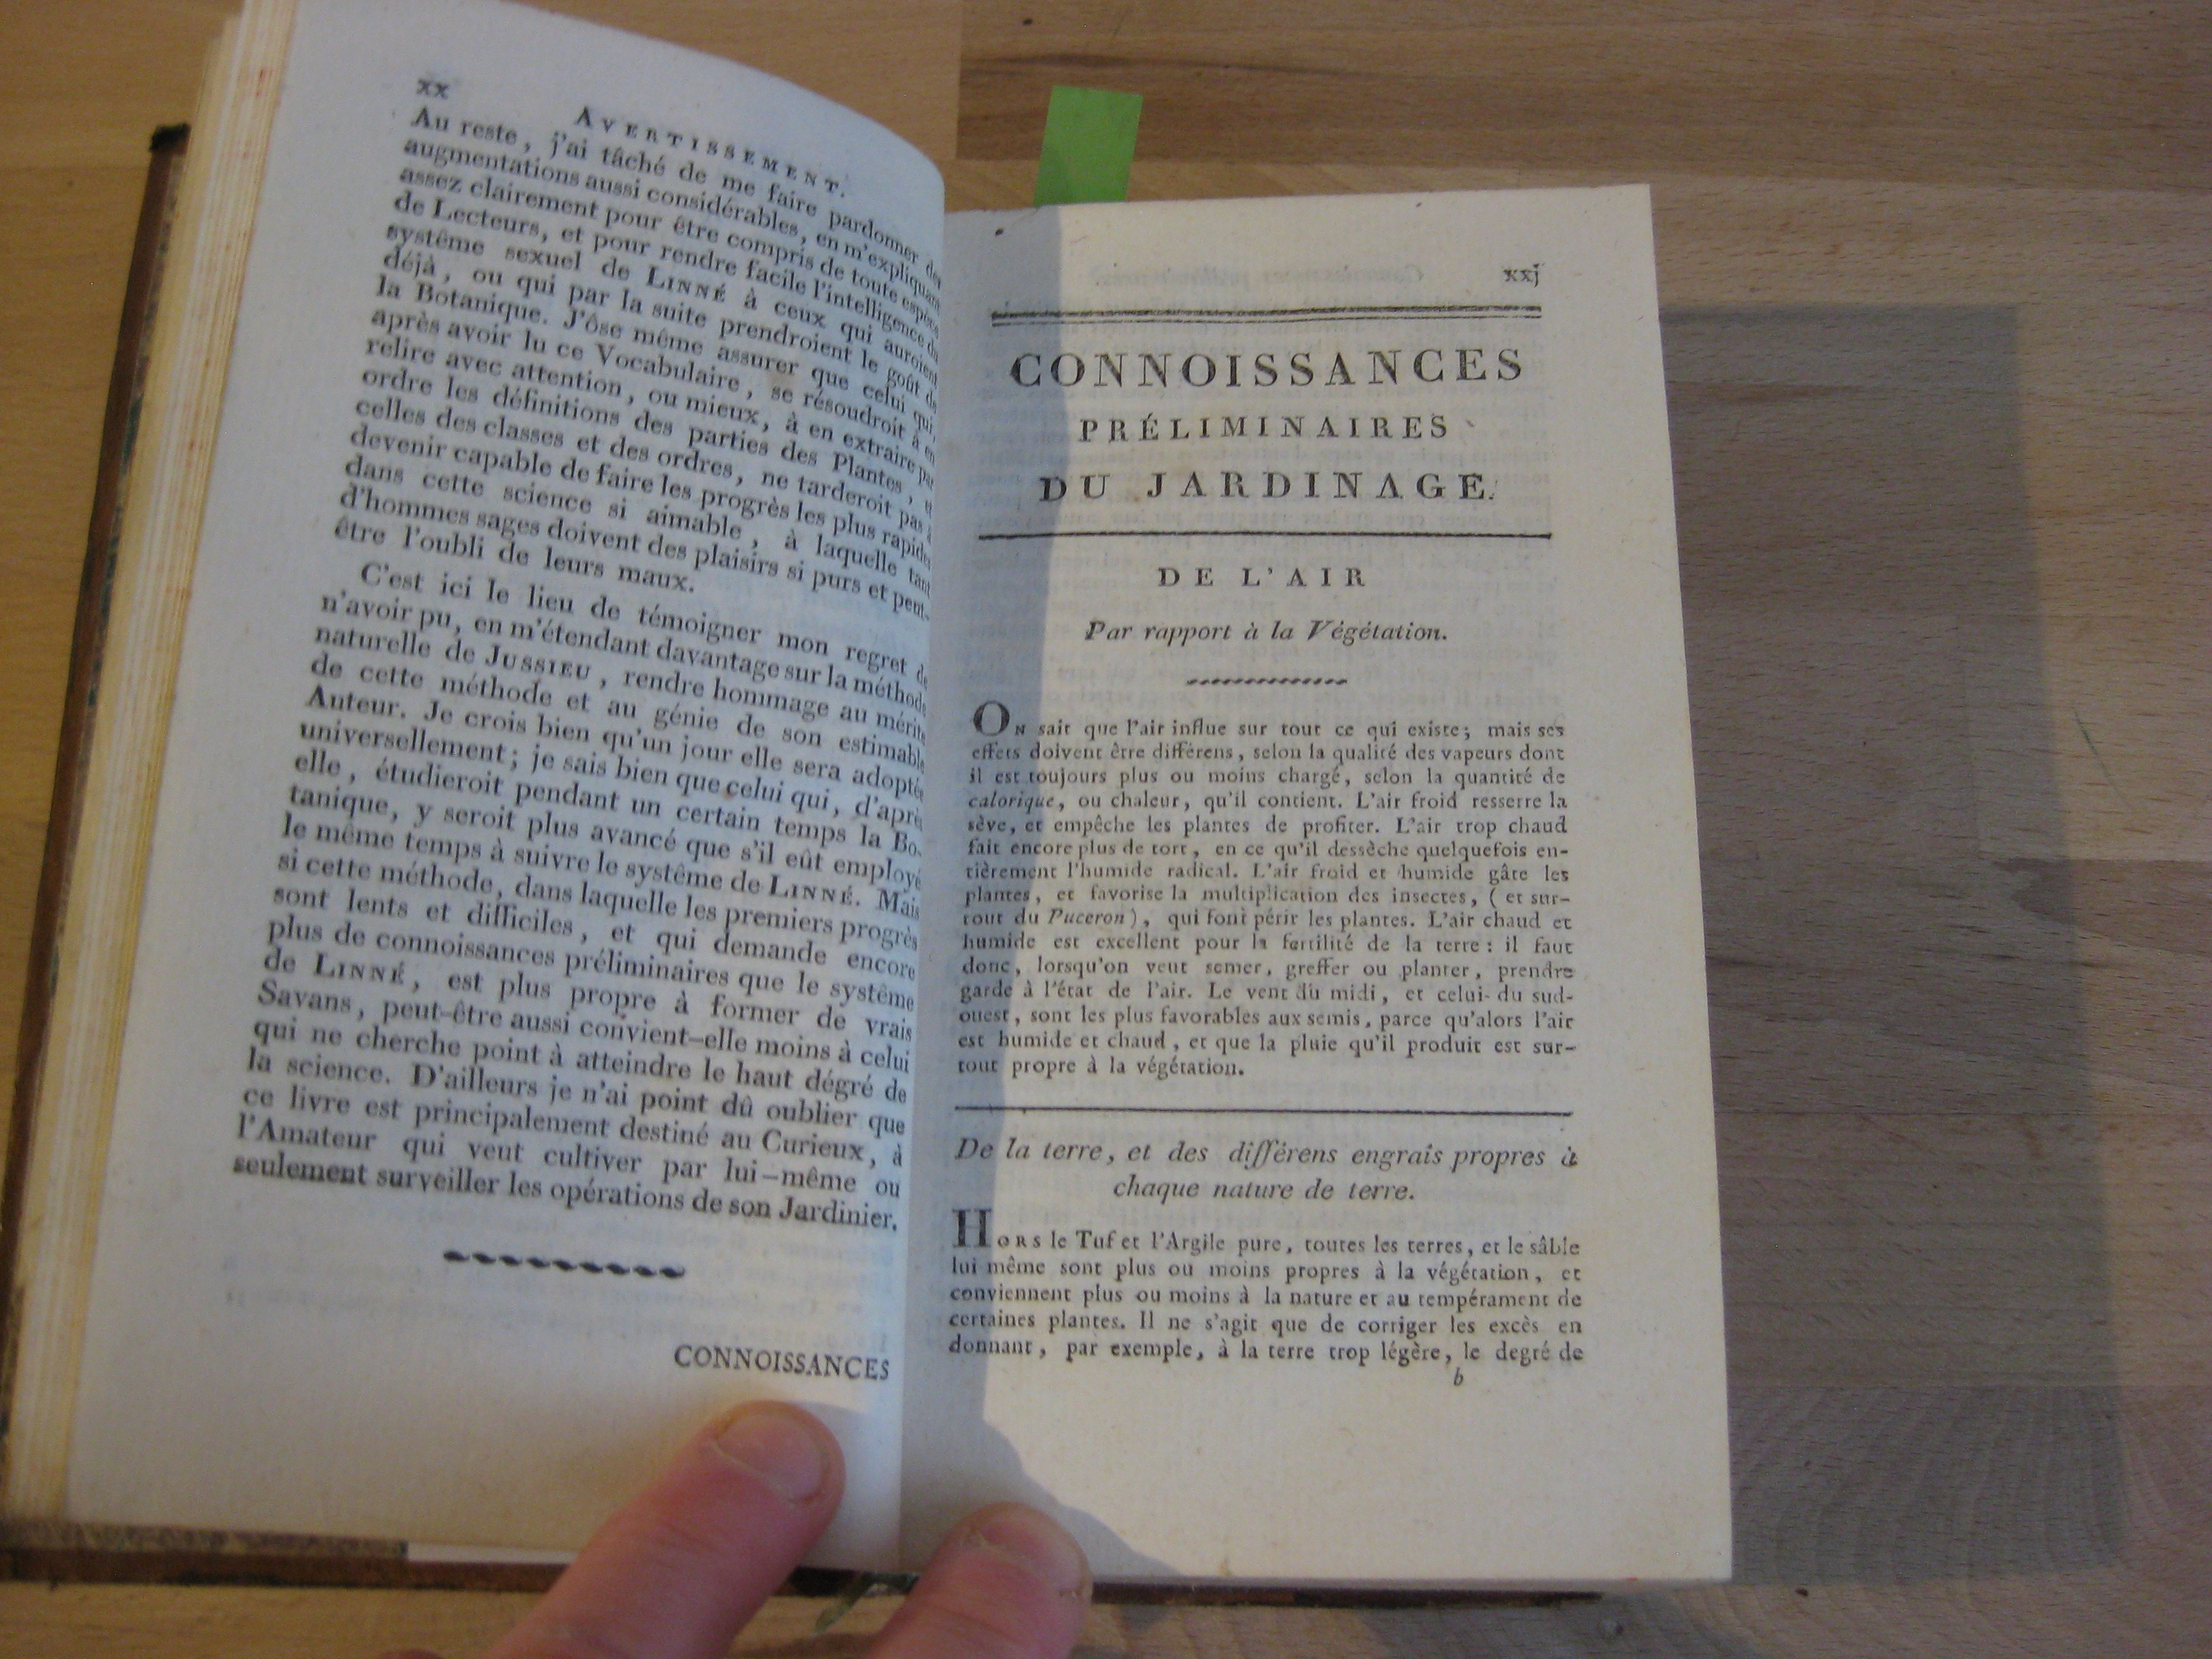 xx
AVERTISSEMENT.
Au reste, j'ai tâché de me faire pardonner des
augmentations aussi considérables, en m'expliquant
assez clairement pour être compris de toute espèce
de Lecteurs, et pour rendre facile l'intelligence du
système sexuel de LINNÉ à ceux qui auroient
déjà, ou qui par la suite prendroient le goût de
la Botanique. J'ôse même assurer que celui qui,
après avoir lu ce Vocabulaire, se résoudroit à en
relire avec attention, ou mieux, à en extraire par
ordre les définitions des parties des Plantes, et
celles des classes et des ordres, ne tarderoit pas à
devenir capable de faire les progrès les plus rapides
dans cette science si aimable, à laquelle tant
d'hommes sages doivent des plaisirs si purs et peut-
être l'oubli de leurs maux.
C'est ici le lieu de témoigner mon regret de
n'avoir pu, en m'étendant davantage sur la méthode
naturelle de JUSSIEU, rendre hommage au mérite
de cette méthode et au génie de son estimable
Auteur. Je crois bien qu'un jour elle sera adoptée
universellement; je sais bien que celui qui, d'après
elle, étudieroit pendant un certain temps la Bo-
tanique, y seroit plus avancé que s'il eût employé
le même temps à suivre le système de LINNÉ. Mais
si cette méthode, dans laquelle les premiers progrès
sont lents et difficiles, et qui demande encore
plus de connoissances préliminaires que le système
de LINNÉ, est plus propre à former de vrais
Savans, peut-être aussi convient-elle moins à celui
qui ne cherche point à atteindre le haut dégré de
la science. D'ailleurs je n'ai point dû oublier que
ce livre est principalement destiné au Curieux, à
l'Amateur qui veut cultiver par lui-même ou
seulement surveiller les opérations de son Jardinier.
CONNOISSANCES
xxj
CONNOISSANCES
PRÉLIMINAIRES
DU JARDINAGE.
DE L'AIR
Par rapport à la Végétation.
ON sait que l'air influe sur tout ce qui existe; mais ses
effets doivent être différens, selon la qualité des vapeurs dont
il est toujours plus ou moins chargé, selon la quantité de
calorique, ou chaleur, qu'il contient. L'air froid resserre la
sève, et empêche les plantes de profiter. L'air trop chaud
fait encore plus de tort, en ce qu'il dessèche quelquefois en-
tièrement l'humide radical. L'air froid et humide gâte les
plantes, et favorise la multiplication des insectes, (et sur-
tout du Puceron), qui font périr les plantes. L'air chaud et
humide est excellent pour la fertilité de la terre: il faut
donc, lorsqu'on veut semer, greffer ou planter, prendre
garde à l'état de l'air. Le vent du midi, et celui du sud-
ouest, sont les plus favorables aux semis, parce qu'alors l'air
est humide et chaud, et que la pluie qu'il produit est sur-
tout propre à la végétation.
De la terre, et des différens engrais propres à
chaque nature de terre.
HORS le Tuf et l'Argile pure, toutes les terres, et le sâble
lui même sont plus ou moins propres à la végétation, et
conviennent plus ou moins à la nature et au tempérament de
certaines plantes. Il ne s'agit que de corriger les excès en
donnant, par exemple, à la terre trop légère, le degré de
b